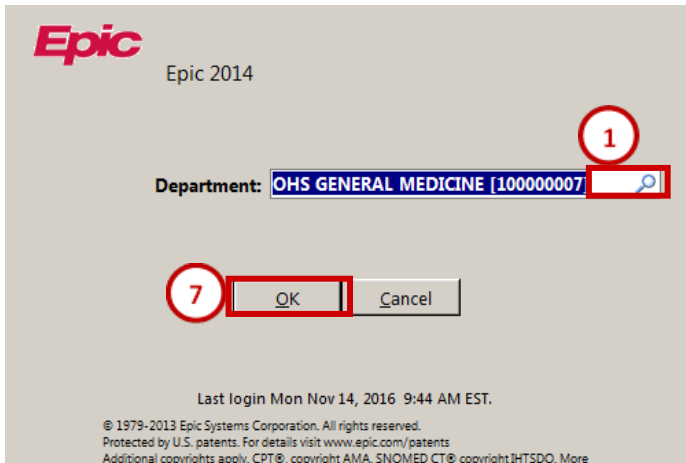 Epic
Epic 2014
1
Department: OHS GENERAL MEDICINE [100000007]
7 OK Cancel
Last login Mon Nov 14, 2016 9:44 AM EST.
© 1979-2013 Epic Systems Corporation. All rights reserved.
Protected by U.S. patents. For details visit www.epic.com/patents
Additional copyrights apply. CPT®, copyright AMA. SNOMED CT® copyright IHTSDO. More